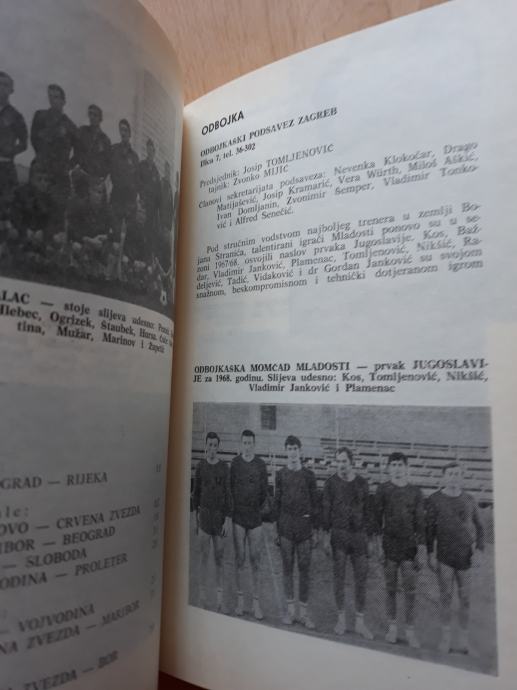 ALAC — stoje slijeva udesno:
Hlebec, Ogrizek, Štaubek,
tina, Mužar, Marinov i Župetić
OGRAD — RIJEKA
OVO — CRVENA ZVEZDA
IBOR — BEOGRAD
— SLOBODA
ODINA — PROLETER
— VOJVODINA
NA ZVEZDA — MARIBOR
ZVEZDA — BOR
ODBOJKA
ODBOJKAŠKI PODSAVEZ ZAGREB
Ilica 7, tel. 36-302
Predsjednik: Josip TOMLJENOVIĆ
tajnik: Zvonko MIJIĆ
Članovi sekretarijata podsaveza: Nevenka Klokočar, Drago
Matijašević, Josip Kramarić, Vera Würth, Miloš Aškić,
Ivan Domljanin, Zvonimir Šemper, Vladimir Tonko-
vić i Alfred Senečić.
Pod stručnim vodstvom najboljeg trenera u zemlji Bo-
jana Stranića, talentirani igrači Mladosti ponovo su u se-
zoni 1967/68. osvojili naslov prvaka Jugoslavije. Kos, Baž-
dar, Vladimir Janković, Plamenac, Tomljenović, Nikšić, Ra-
deljević, Tadić, Vidaković i dr Gordan Janković su svojom
snažnom, beskompromisnom i tehnički dotjeranom igrom
ODBOJKAŠKA MOMČAD MLADOSTI — prvak JUGOSLAVI-
JE za 1968. godinu. Slijeva udesno: Kos, Tomljenović, Nikšić,
Vladimir Janković i Plamenac